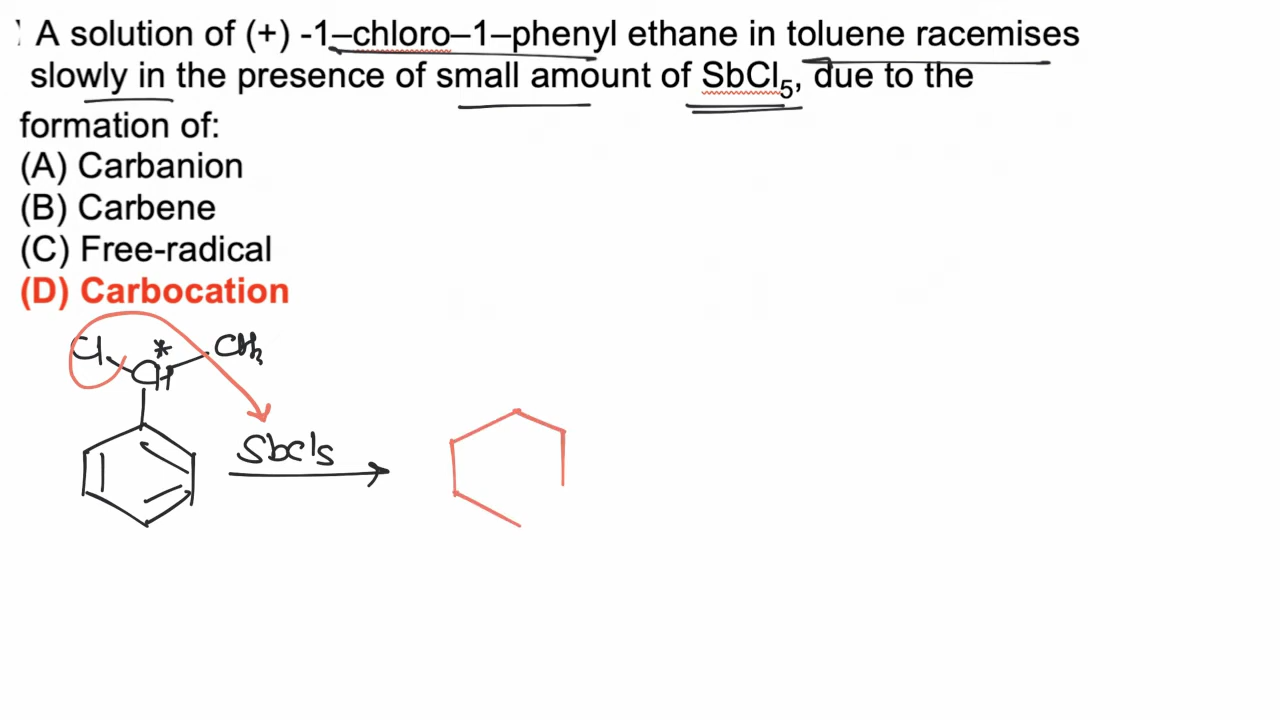 A solution of (+) -1–chloro–1–phenyl ethane in toluene racemises
slowly in the presence of small amount of SbCl₅, due to the
formation of:
(A) Carbanion
(B) Carbene
(C) Free-radical
(D) Carbocation
Cl CH * CH₃
SbCl₅